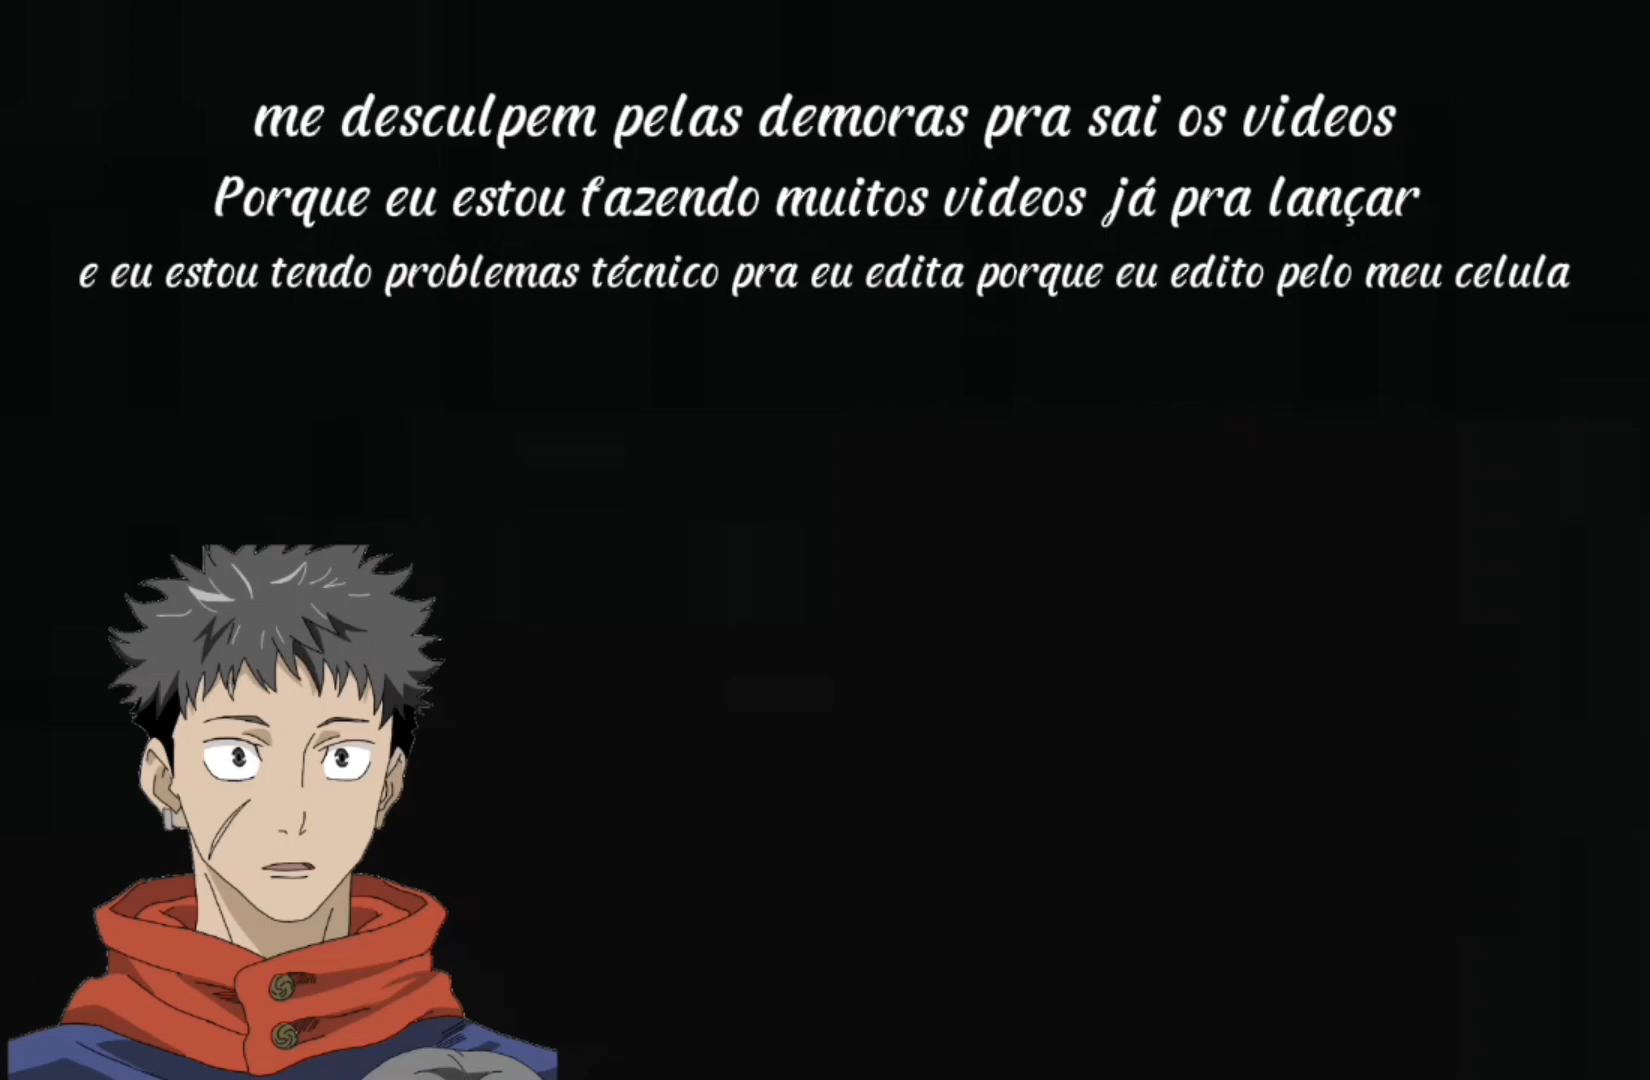 me desculpem pelas demoras pra sai os videos
Porque eu estou fazendo muitos videos já pra lançar
e eu estou tendo problemas técnico pra eu edita porque eu edito pelo meu celula